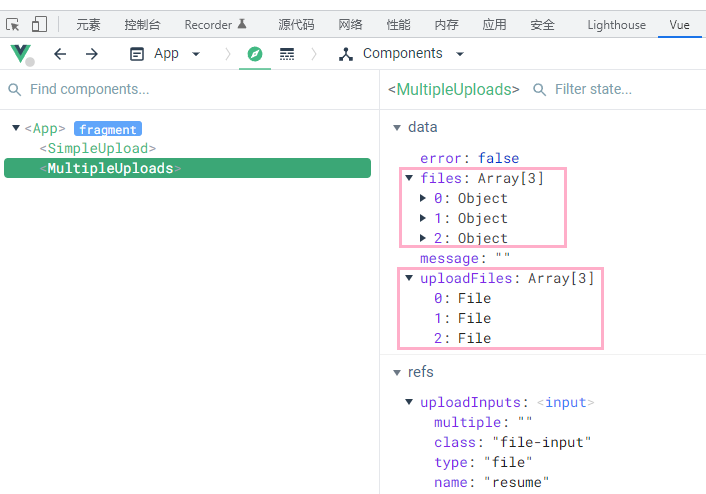 元素 控制台 Recorder 源代码 网络 性能 内存 应用 安全 Lighthouse Vue
App Components
Find components...
<App> fragment
<SimpleUpload>
<MultipleUploads>
<MultipleUploads> Filter state...
data
error: false
files: Array[3]
0: Object
1: Object
2: Object
message: ""
uploadFiles: Array[3]
0: File
1: File
2: File
refs
uploadInputs: <input>
multiple: ""
class: "file-input"
type: "file"
name: "resume"